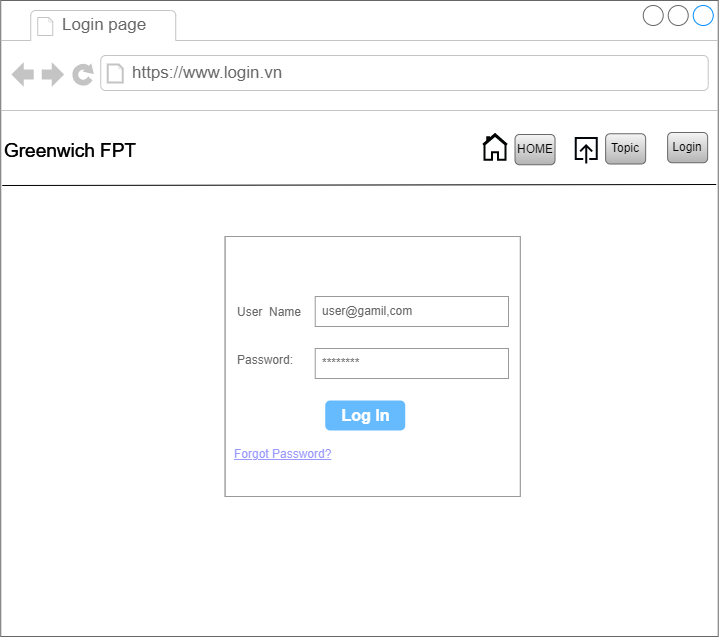 Login page
https://www.login.vn
Greenwich FPT
HOME
Topic
Login
User Name
user@gamil,com
Password:
********
Log In
Forgot Password?